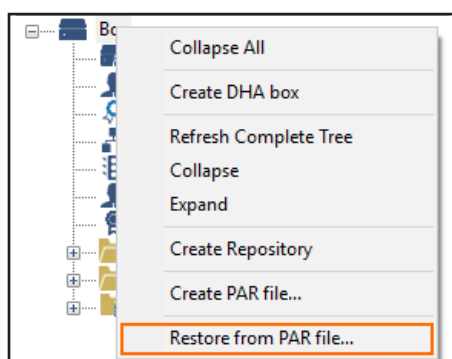 Collapse All
Create DHA box
Refresh Complete Tree
Collapse
Expand
Create Repository
Create PAR file...
Restore from PAR file...